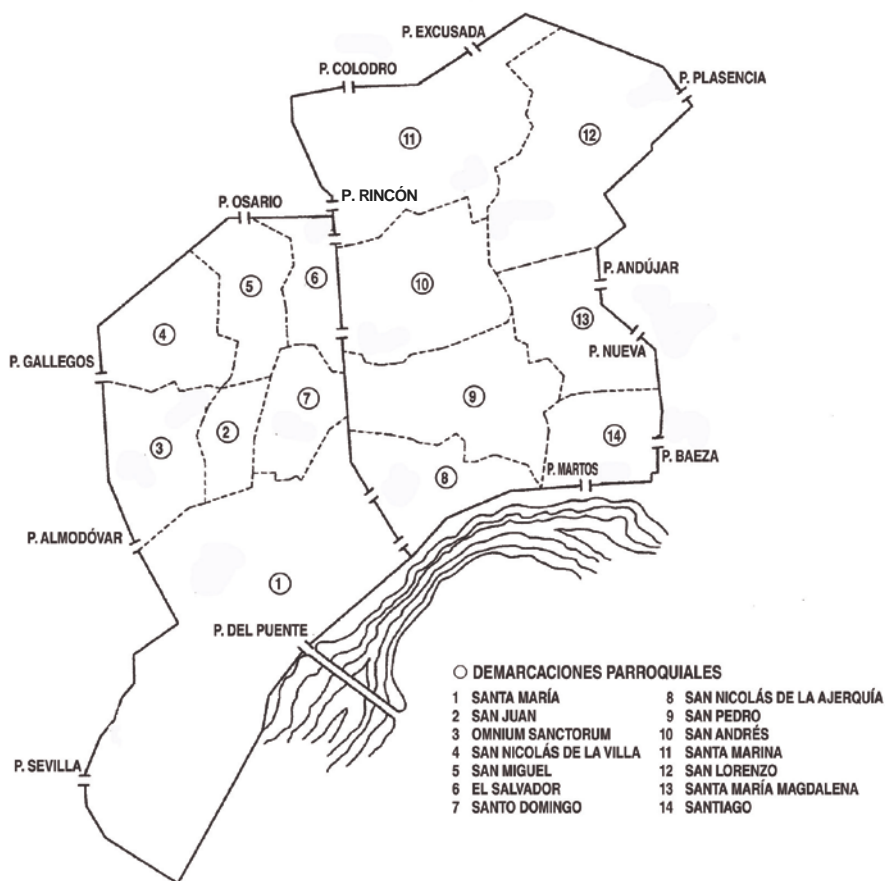 P. EXCUSADA
P. COLODRO
P. PLASENCIA
11
12
P. RINCÓN
P. OSARIO
6
5
10
P. ANDÚJAR
4
13
P. NUEVA
P. GALLEGOS
7
9
2
3
14
P. BAEZA
P. MARTOS
8
P. ALMODÓVAR
1
P. DEL PUENTE
P. SEVILLA
DEMARCACIONES PARROQUIALES
1 SANTA MARÍA
2 SAN JUAN
3 OMNIUM SANCTORUM
4 SAN NICOLÁS DE LA VILLA
5 SAN MIGUEL
6 EL SALVADOR
7 SANTO DOMINGO
8 SAN NICOLÁS DE LA AJERQUÍA
9 SAN PEDRO
10 SAN ANDRÉS
11 SANTA MARINA
12 SAN LORENZO
13 SANTA MARÍA MAGDALENA
14 SANTIAGO